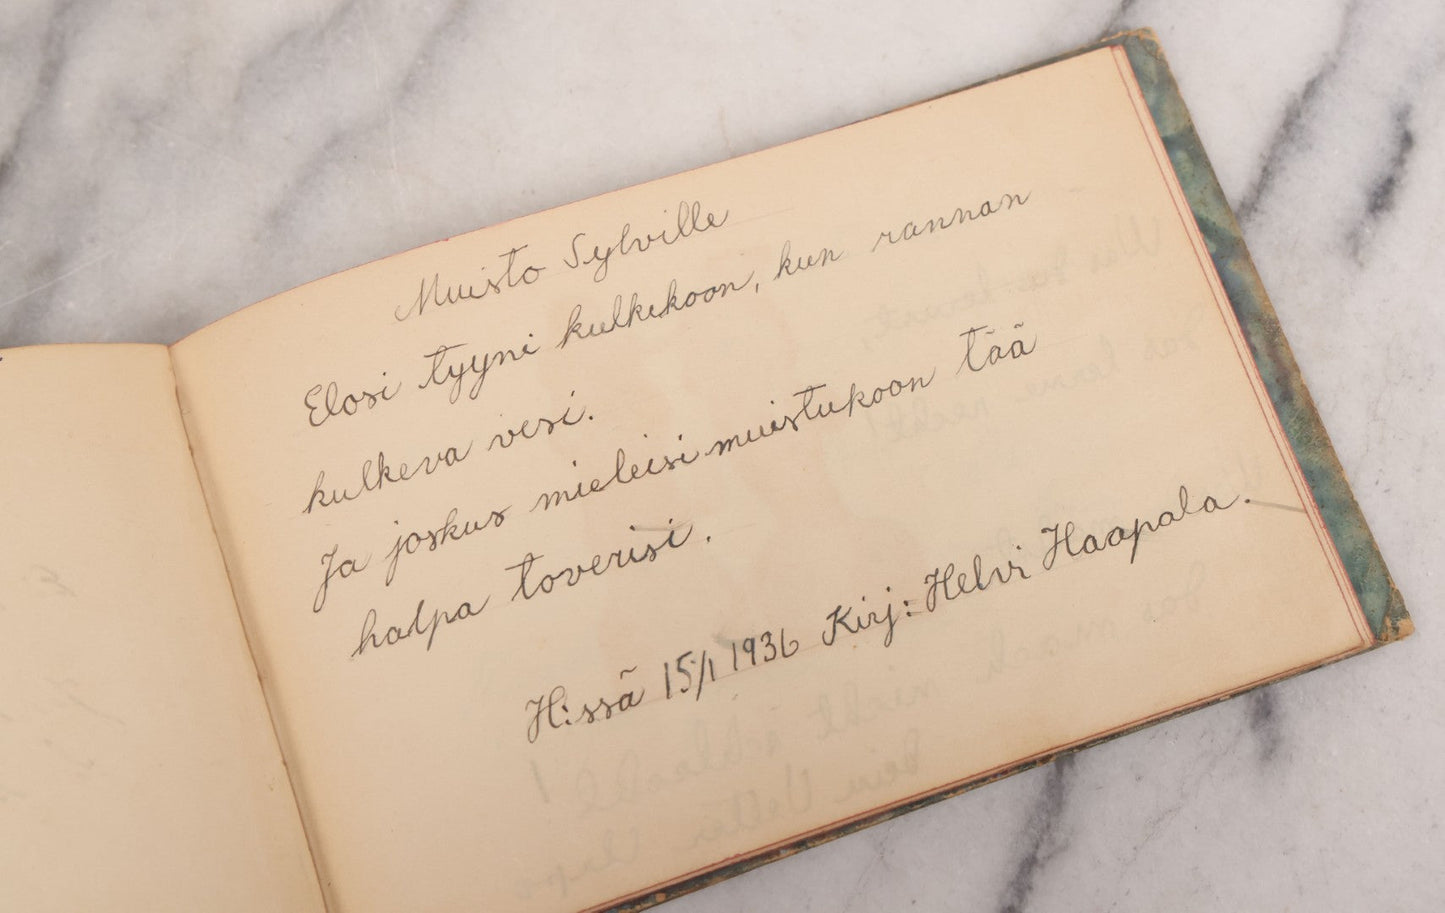 Muisto Sylville
Elosi tyyni kulkekoon, kun rannan
kulkeva vesi.
Ja joskus mieleisi muistukoon tää
halpa toverisi.
H:ssä 15/1 1936 Kirj: Helvi Haapala.